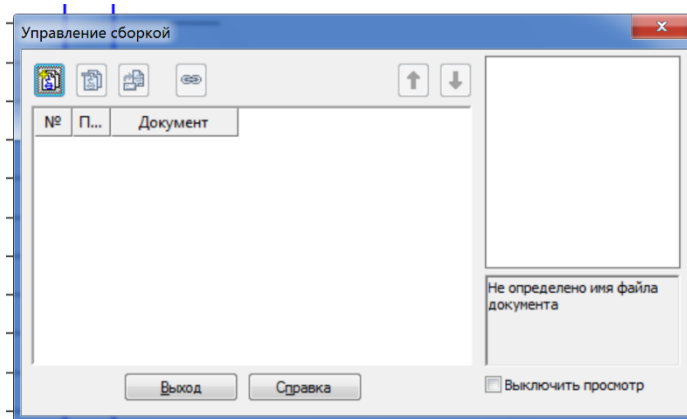 Управление сборкой
№ П... Документ
Не определено имя файла
документа
Выход Справка
Выключить просмотр